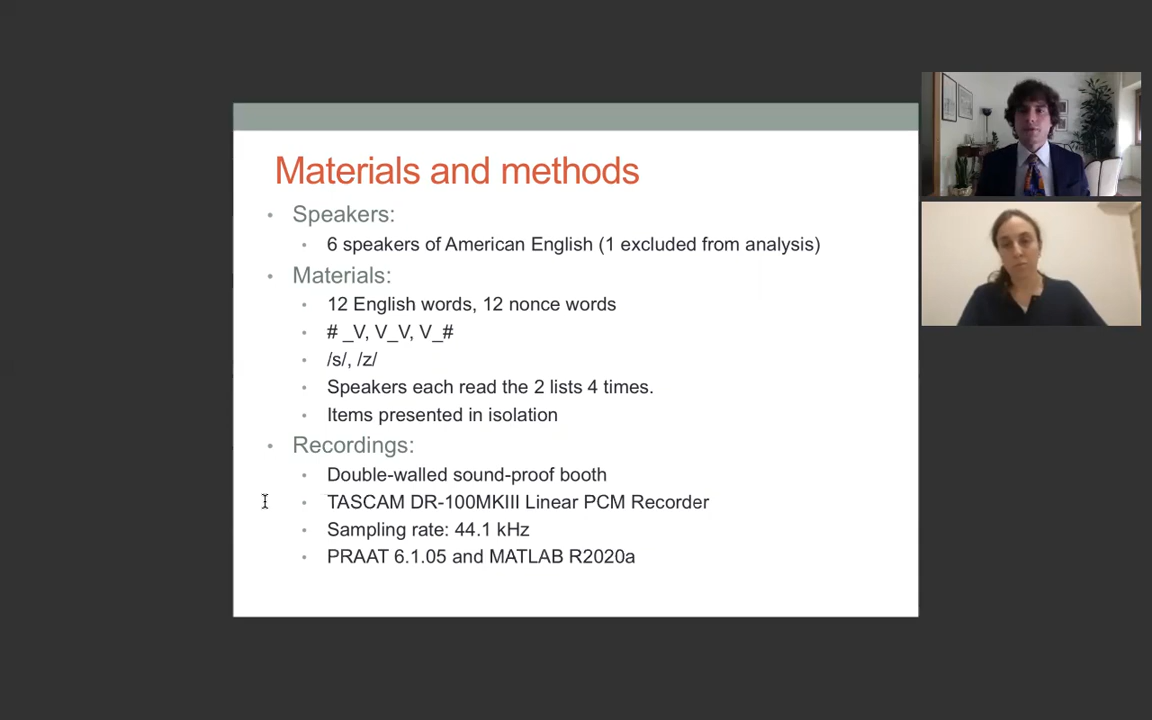 Materials and methods
• Speakers:
• 6 speakers of American English (1 excluded from analysis)
• Materials:
• 12 English words, 12 nonce words
• # _V, V_V, V_#
• /s/, /z/
• Speakers each read the 2 lists 4 times.
• Items presented in isolation
• Recordings:
• Double-walled sound-proof booth
• TASCAM DR-100MKIII Linear PCM Recorder
• Sampling rate: 44.1 kHz
• PRAAT 6.1.05 and MATLAB R2020a